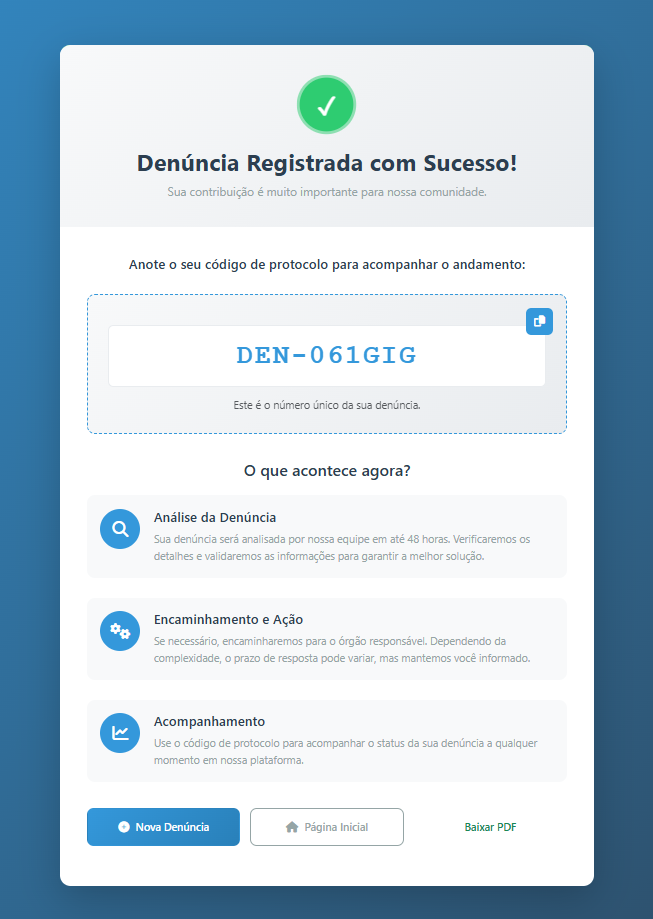 Denúncia Registrada com Sucesso!
Sua contribuição é muito importante para nossa comunidade.
Anote o seu código de protocolo para acompanhar o andamento:
DEN-061GIG
Este é o número único da sua denúncia.
O que acontece agora?
Análise da Denúncia
Sua denúncia será analisada por nossa equipe em até 48 horas. Verificaremos os
detalhes e validaremos as informações para garantir a melhor solução.
Encaminhamento e Ação
Se necessário, encaminharemos para o órgão responsável. Dependendo da
complexidade, o prazo de resposta pode variar, mas mantemos você informado.
Acompanhamento
Use o código de protocolo para acompanhar o status da sua denúncia a qualquer
momento em nossa plataforma.
Nova Denúncia
Página Inicial
Baixar PDF